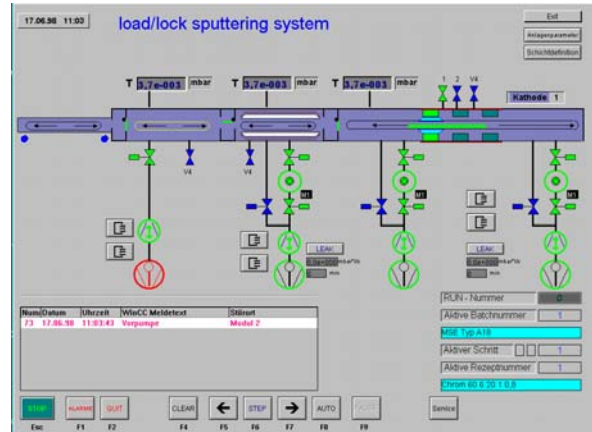 17.06.98 11:03
load/lock sputtering system
Exit
Anlagenparameter
Schichtdefinition
T 3,7e-003 mbar T 3,7e-003 mbar T 3,7e-003 mbar
1 2 V4
Kathode 1
V4 V4
M1 M1 M1
LEAK LEAK
min min
RUN - Nummer 0
Aktive Batchnummer 1
MSE Typ A18
Aktiver Schritt 1
Aktive Rezeptnummer 1
Chrom 60 6 20 1 0,8
Num Datum Uhrzeit WinCC Meldetext Störort
73 17.06.98 11:03:43 Vorpumpe Modul 2
STOP ALARME QUIT CLEAR STEP AUTO Service
Esc F1 F2 F4 F5 F6 F7 F8 F9